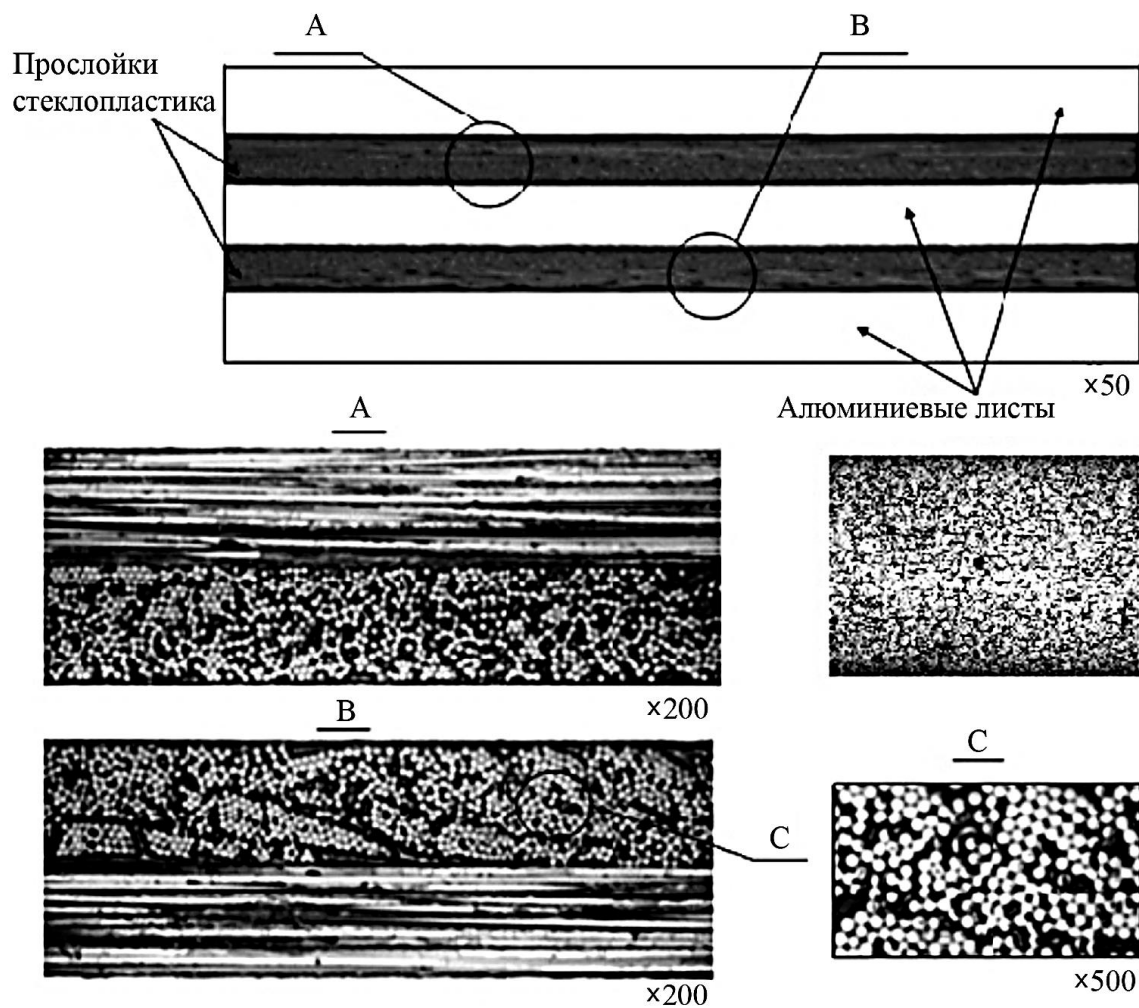 A
B
Прослойки
стеклопластика
×50
Алюминиевые листы
A
×200
B
C
C
×200
×500